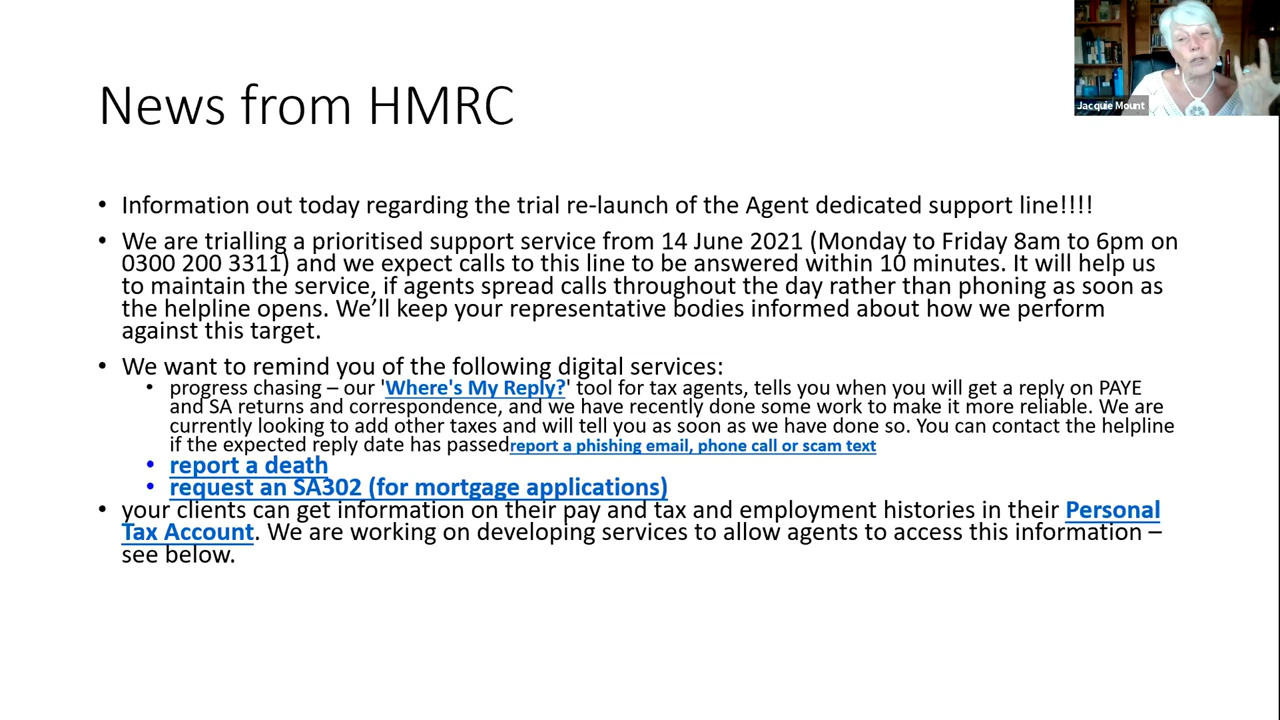 Jacquie Mount
News from HMRC
• Information out today regarding the trial re-launch of the Agent dedicated support line!!!!
• We are trialling a prioritised support service from 14 June 2021 (Monday to Friday 8am to 6pm on
0300 200 3311) and we expect calls to this line to be answered within 10 minutes. It will help us
to maintain the service, if agents spread calls throughout the day rather than phoning as soon as
the helpline opens. We’ll keep your representative bodies informed about how we perform
against this target.
• We want to remind you of the following digital services:
• progress chasing – our 'Where's My Reply?' tool for tax agents, tells you when you will get a reply on PAYE
and SA returns and correspondence, and we have recently done some work to make it more reliable. We are
currently looking to add other taxes and will tell you as soon as we have done so. You can contact the helpline
if the expected reply date has passedreport a phishing email, phone call or scam text
• report a death
• request an SA302 (for mortgage applications)
• your clients can get information on their pay and tax and employment histories in their Personal
Tax Account. We are working on developing services to allow agents to access this information –
see below.